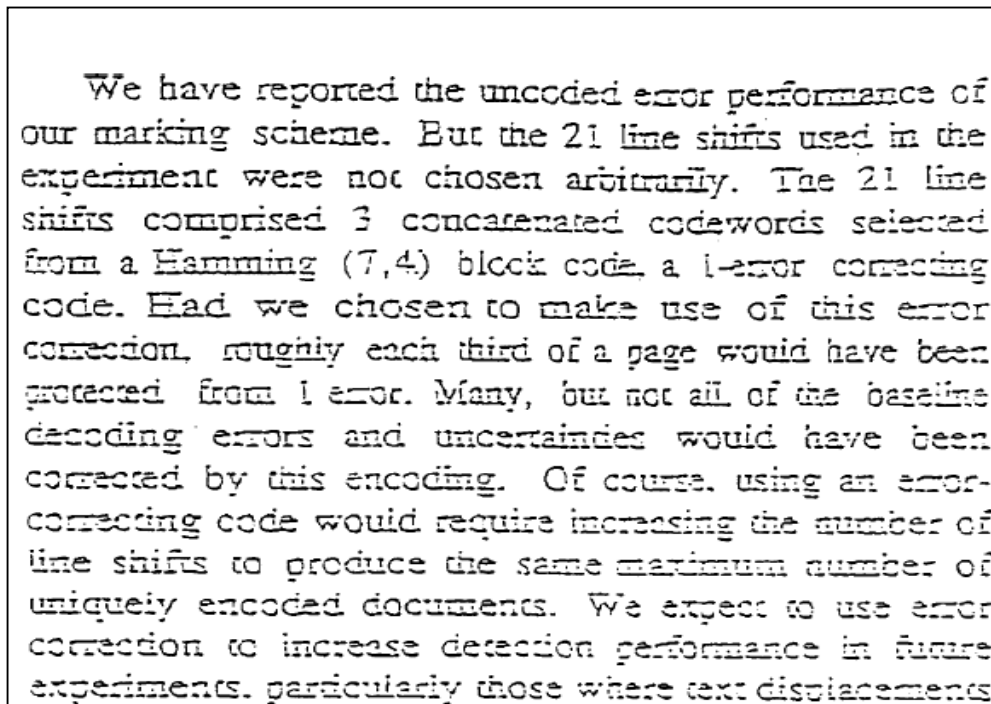 We have reported the uncoded error performance of
our marking scheme. But the 21 line shifts used in the
experiment were not chosen arbitrarily. The 21 line
shifts comprised 3 concatenated codewords selected
from a Hamming (7,4) block code, a 1-error correcting
code. Had we chosen to make use of this error
correction, roughly each third of a page would have been
protected from 1 error. Many, but not all of the baseline
decoding errors and uncertainties would have been
corrected by this encoding. Of course, using an error-
correcting code would require increasing the number of
line shifts to produce the same maximum number of
uniquely encoded documents. We expect to use error
correction to increase detection performance in future
experiments, particularly those where text displacements